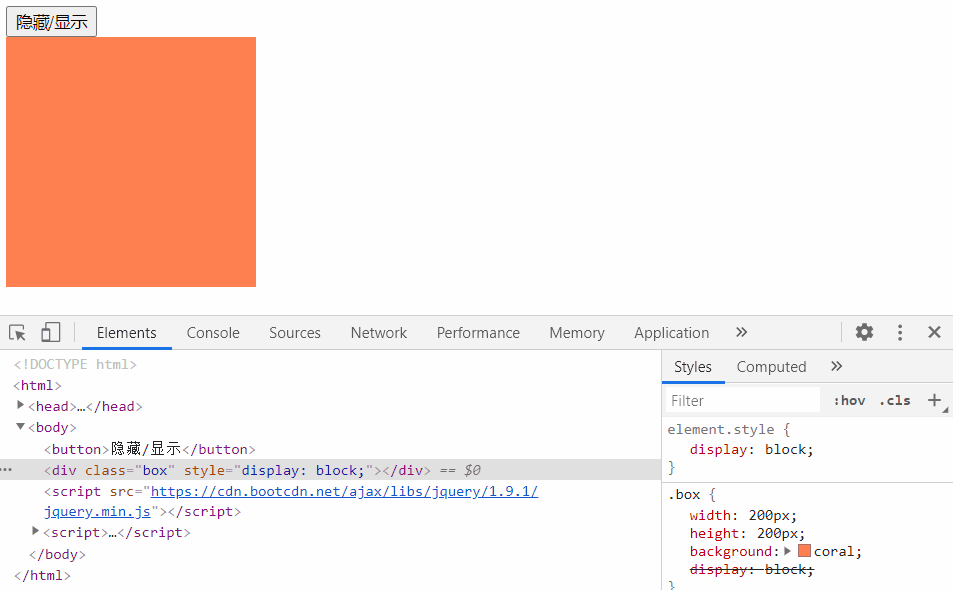 隐藏/显示
Elements Console Sources Network Performance Memory Application »
<!DOCTYPE html>
<html>
<head>…</head>
<body>
<button>隐藏/显示</button>
<div class="box" style="display: block;"></div> == $0
<script src="https://cdn.bootcdn.net/ajax/libs/jquery/1.9.1/
jquery.min.js"></script>
<script>…</script>
</body>
</html>
Styles Computed »
Filter :hov .cls +
element.style {
display: block;
}
.box {
width: 200px;
height: 200px;
background: coral;
display: block;
}